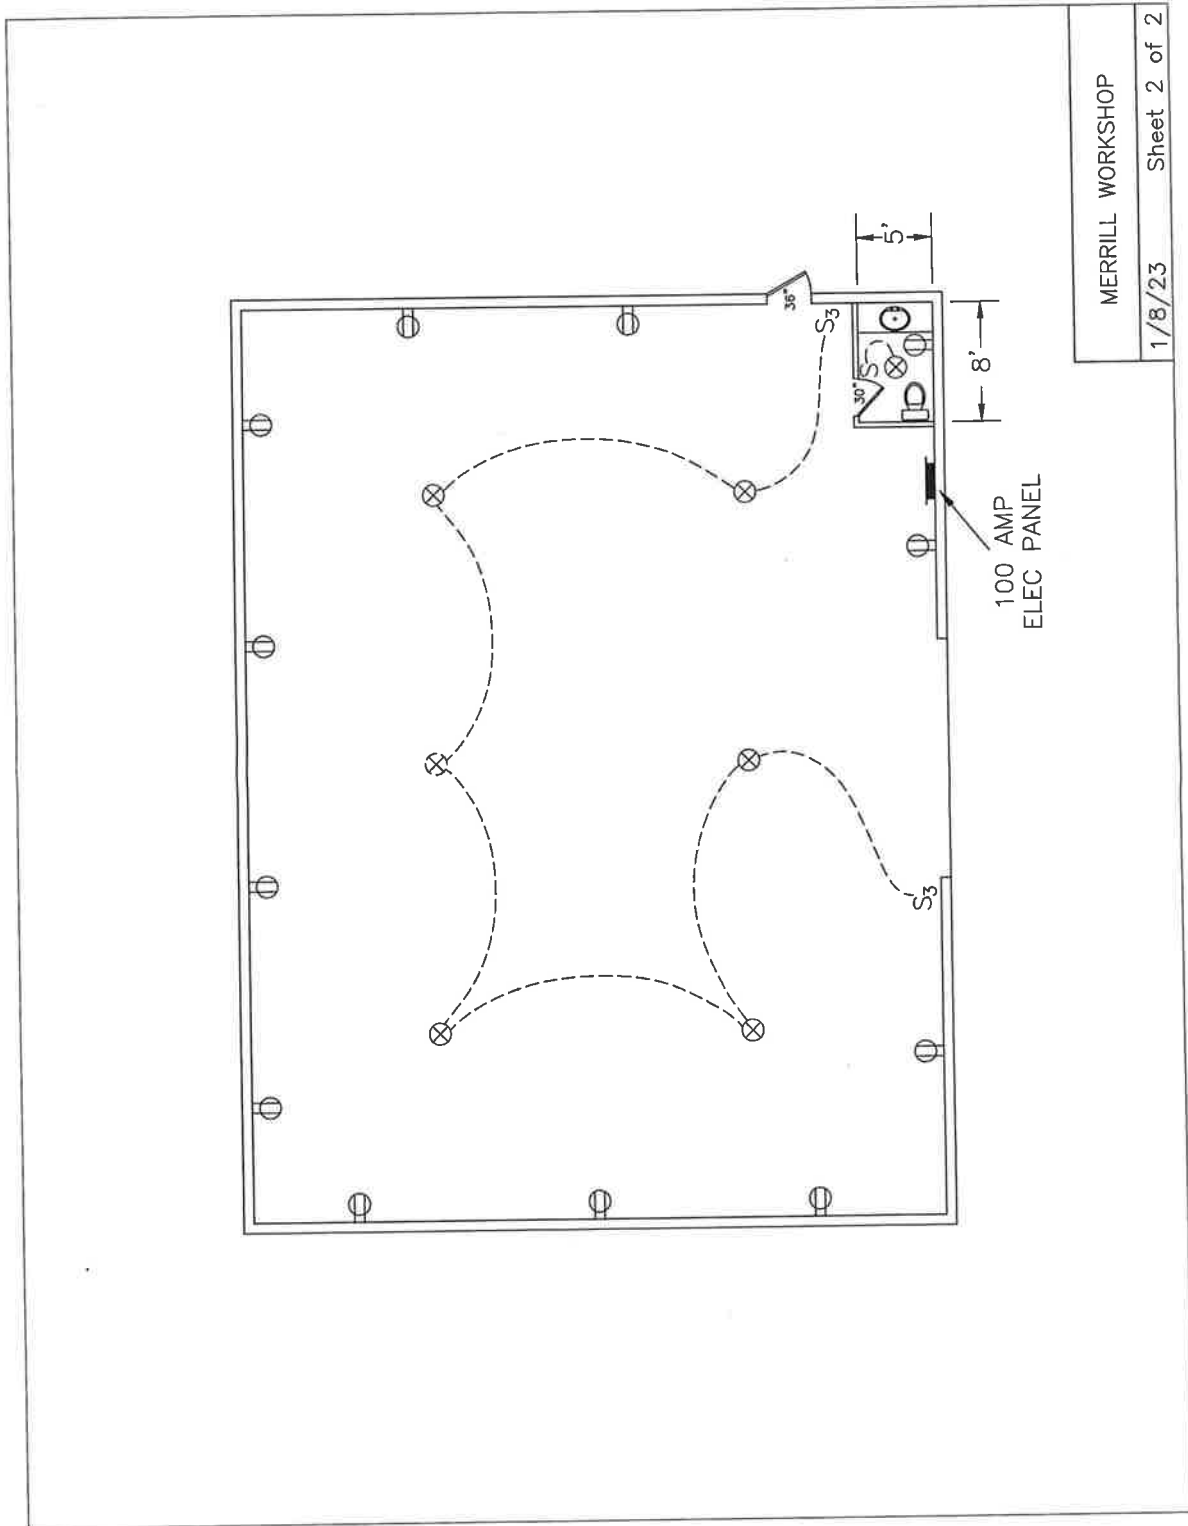 36"
S3
S
30"
5'
8'
100 AMP
ELEC PANEL
S3
MERRILL WORKSHOP
1/8/23 Sheet 2 of 2